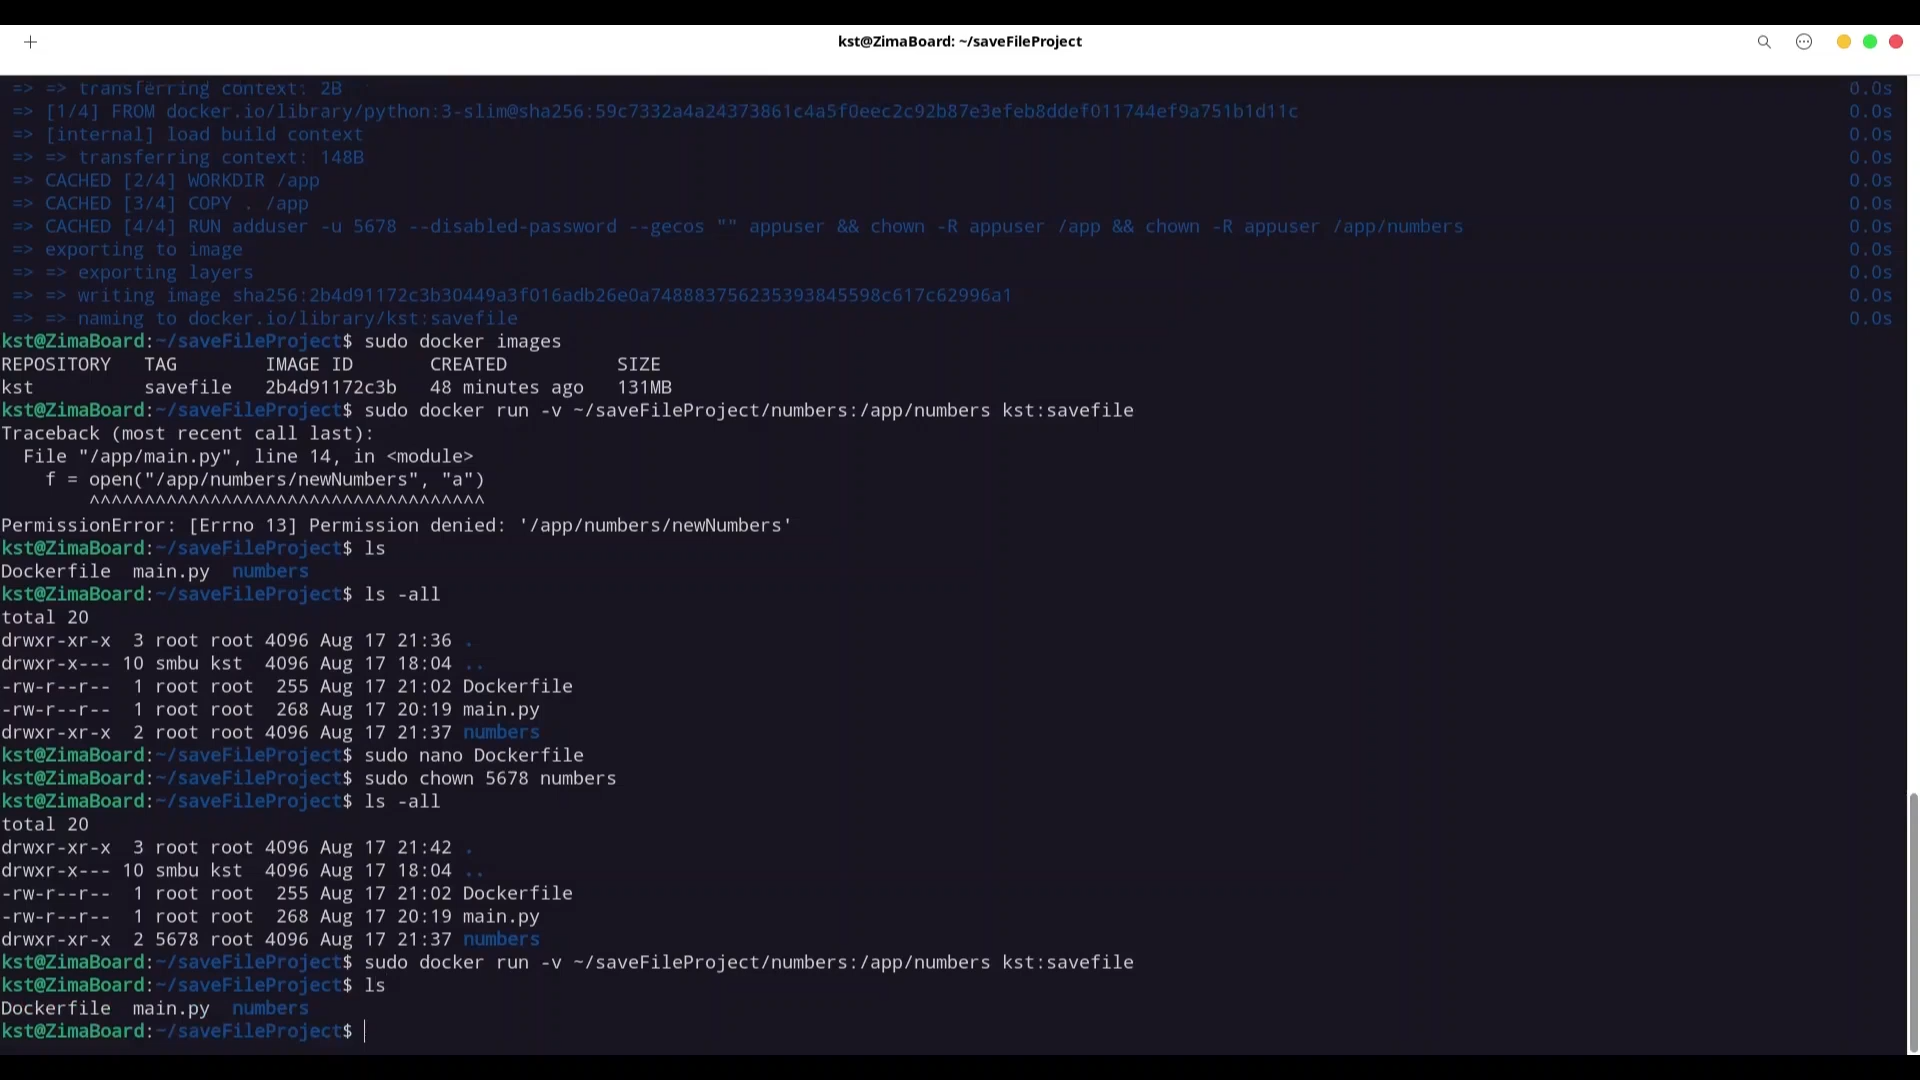 kst@ZimaBoard: ~/saveFileProject
=> => transferring context: 2B 0.0s
=> [1/4] FROM docker.io/library/python:3-slim@sha256:59c7332a4a24373861c4a5f0eec2c92b87e3efeb8ddef011744ef9a751b1d11c 0.0s
=> [internal] load build context 0.0s
=> => transferring context: 148B 0.0s
=> CACHED [2/4] WORKDIR /app 0.0s
=> CACHED [3/4] COPY . /app 0.0s
=> CACHED [4/4] RUN adduser -u 5678 --disabled-password --gecos "" appuser && chown -R appuser /app && chown -R appuser /app/numbers 0.0s
=> exporting to image 0.0s
=> => exporting layers 0.0s
=> => writing image sha256:2b4d91172c3b30449a3f016adb26e0a748883756235393845598c617c62996a1 0.0s
=> => naming to docker.io/library/kst:savefile 0.0s
kst@ZimaBoard:~/saveFileProject$ sudo docker images
REPOSITORY TAG IMAGE ID CREATED SIZE
kst savefile 2b4d91172c3b 48 minutes ago 131MB
kst@ZimaBoard:~/saveFileProject$ sudo docker run -v ~/saveFileProject/numbers:/app/numbers kst:savefile
Traceback (most recent call last):
File "/app/main.py", line 14, in <module>
f = open("/app/numbers/newNumbers", "a")
^^^^^^^^^^^^^^^^^^^^^^^^^^^^^^^^^^^^
PermissionError: [Errno 13] Permission denied: '/app/numbers/newNumbers'
kst@ZimaBoard:~/saveFileProject$ ls
Dockerfile main.py numbers
kst@ZimaBoard:~/saveFileProject$ ls -all
total 20
drwxr-xr-x 3 root root 4096 Aug 17 21:36 .
drwxr-x--- 10 smbu kst 4096 Aug 17 18:04 ..
-rw-r--r-- 1 root root 255 Aug 17 21:02 Dockerfile
-rw-r--r-- 1 root root 268 Aug 17 20:19 main.py
drwxr-xr-x 2 root root 4096 Aug 17 21:37 numbers
kst@ZimaBoard:~/saveFileProject$ sudo nano Dockerfile
kst@ZimaBoard:~/saveFileProject$ sudo chown 5678 numbers
kst@ZimaBoard:~/saveFileProject$ ls -all
total 20
drwxr-xr-x 3 root root 4096 Aug 17 21:42 .
drwxr-x--- 10 smbu kst 4096 Aug 17 18:04 ..
-rw-r--r-- 1 root root 255 Aug 17 21:02 Dockerfile
-rw-r--r-- 1 root root 268 Aug 17 20:19 main.py
drwxr-xr-x 2 5678 root 4096 Aug 17 21:37 numbers
kst@ZimaBoard:~/saveFileProject$ sudo docker run -v ~/saveFileProject/numbers:/app/numbers kst:savefile
kst@ZimaBoard:~/saveFileProject$ ls
Dockerfile main.py numbers
kst@ZimaBoard:~/saveFileProject$